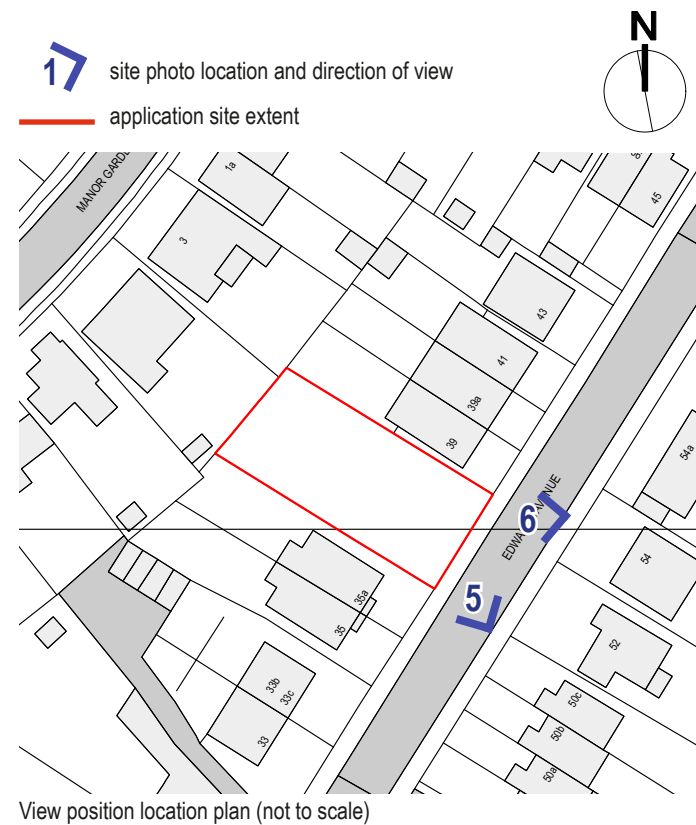 N
1 site photo location and direction of view
application site extent
MANOR GARDE
1a
3
45
43
41
39a
39
54a
EDWA
AVENUE
6
5
54
35a
35
52
33b
33c
33
50c
50b
50a
View position location plan (not to scale)